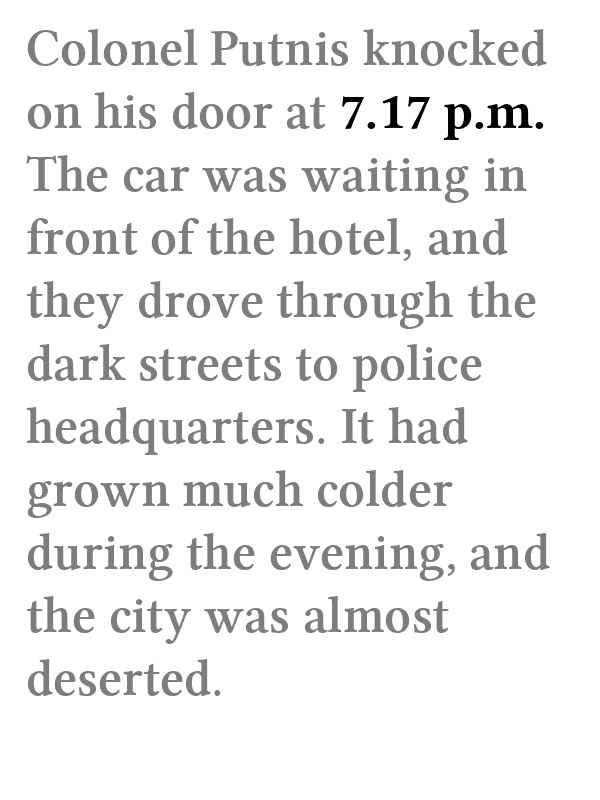 Colonel Putnis knocked
on his door at 7.17 p.m.
The car was waiting in
front of the hotel, and
they drove through the
dark streets to police
headquarters. It had
grown much colder
during the evening, and
the city was almost
deserted.